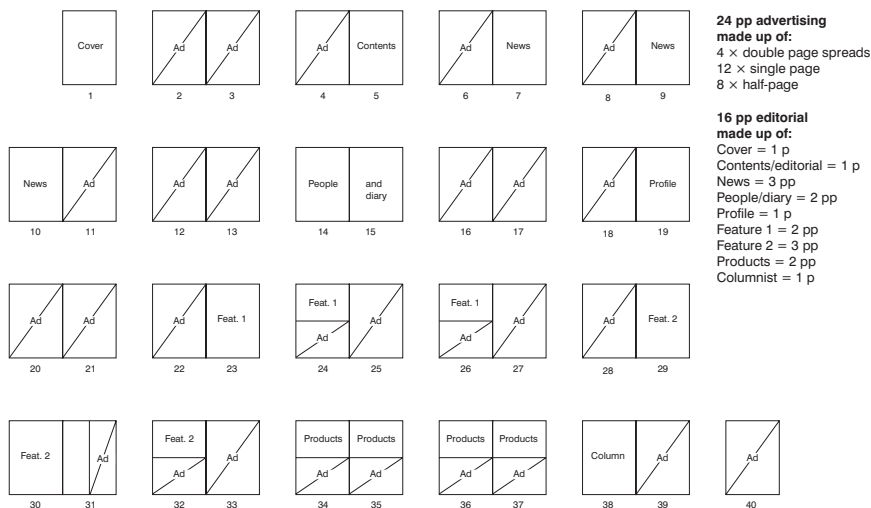 Cover
Ad Ad
Ad Contents
Ad News
Ad News
1
2 3
4 5
6 7
8 9
24 pp advertising
made up of:
4 × double page spreads
12 × single page
8 × half-page
16 pp editorial
made up of:
Cover = 1 p
Contents/editorial = 1 p
News = 3 pp
People/diary = 2 pp
Profile = 1 p
Feature 1 = 2 pp
Feature 2 = 3 pp
Products = 2 pp
Columnist = 1 p
News Ad
Ad Ad
People and
diary
Ad Ad
Ad Profile
10 11
12 13
14 15
16 17
18 19
Ad Ad
Ad Feat. 1
Feat. 1
Ad Ad
Feat. 1
Ad Ad
Ad Feat. 2
20 21
22 23
24 25
26 27
28 29
Feat. 2 Ad
Feat. 2
Ad Ad
Products Products
Ad Ad
Products Products
Ad Ad
Column Ad
Ad
30 31
32 33
34 35
36 37
38 39
40